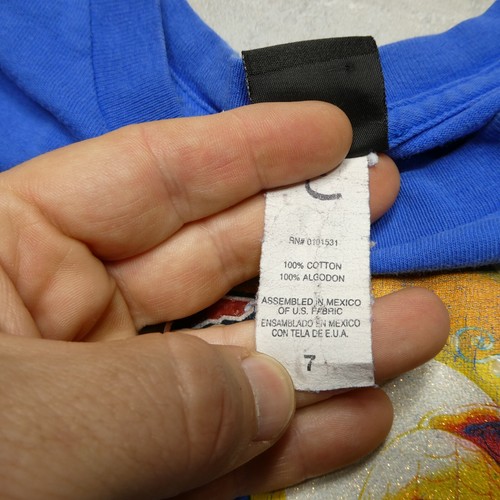 RN# 0101531
100% COTTON
100% ALGODON
ASSEMBLED IN MEXICO
OF U.S. FABRIC
ENSAMBLADO EN MEXICO
CON TELA DE E.U.A.
7